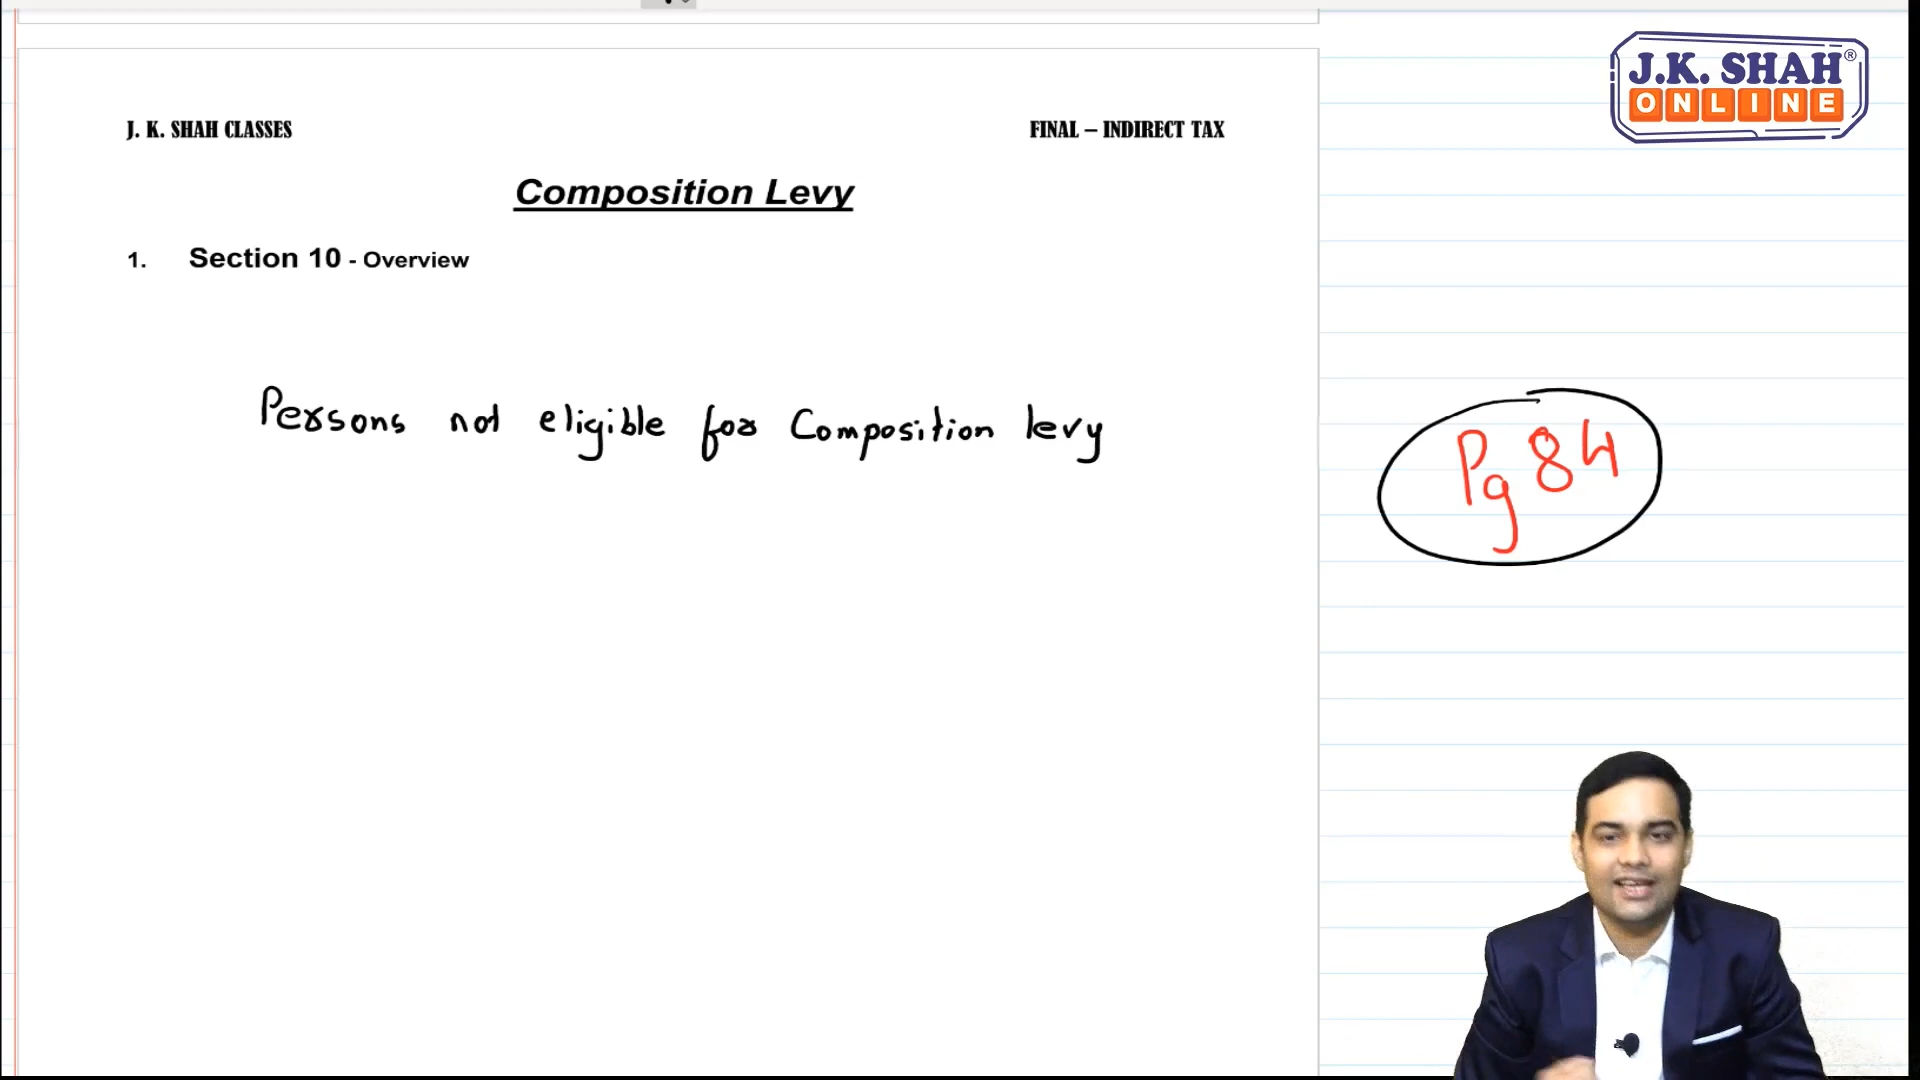 J.K. SHAH®
ONLINE
J. K. SHAH CLASSES FINAL – INDIRECT TAX
Composition Levy
1. Section 10 - Overview
Persons not eligible for Composition levy
Pg 84